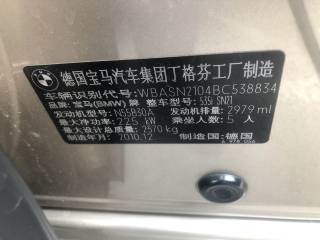 德国宝马汽车集团丁格芬工厂制造
车辆识别代号: WBASN2104BC538834
品牌: 宝马(BMW) 牌 整车型号: 535i SN21
发动机型号: N55B30A 发动机排量: 2979 ml
最大净功率: 225 kW 乘坐人数: 5 人
最大设计总质量: 2570 kg
制造年月: 2010.12 制造国: 德国